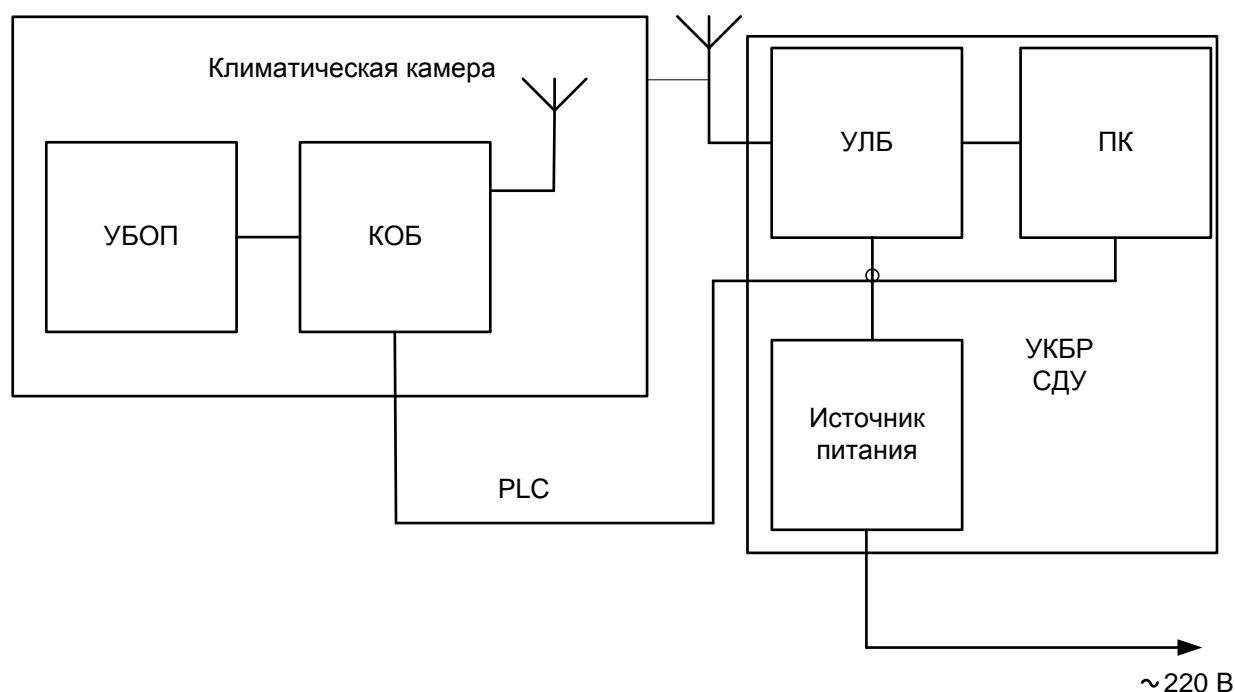 Климатическая камера
УБОП
КОБ
УЛБ
ПК
УКБР
СДУ
Источник
питания
PLC
~220 В